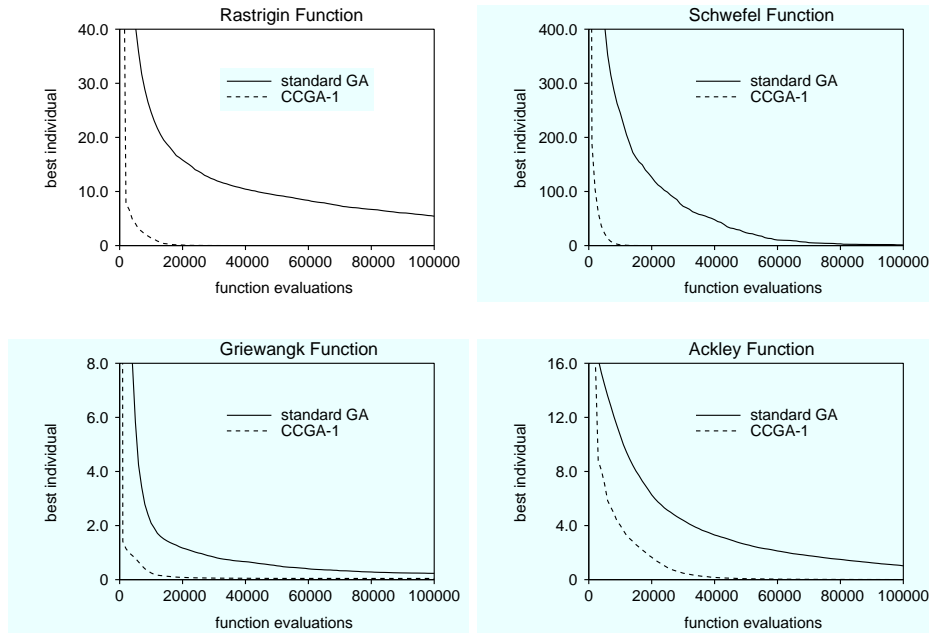 Rastrigin Function
40.0
30.0
20.0
10.0
0
best individual
standard GA
CCGA-1
0 20000 40000 60000 80000 100000
function evaluations
Schwefel Function
400.0
300.0
200.0
100.0
0
best individual
standard GA
CCGA-1
0 20000 40000 60000 80000 100000
function evaluations
Griewangk Function
8.0
6.0
4.0
2.0
0
best individual
standard GA
CCGA-1
0 20000 40000 60000 80000 100000
function evaluations
Ackley Function
16.0
12.0
8.0
4.0
0
best individual
standard GA
CCGA-1
0 20000 40000 60000 80000 100000
function evaluations